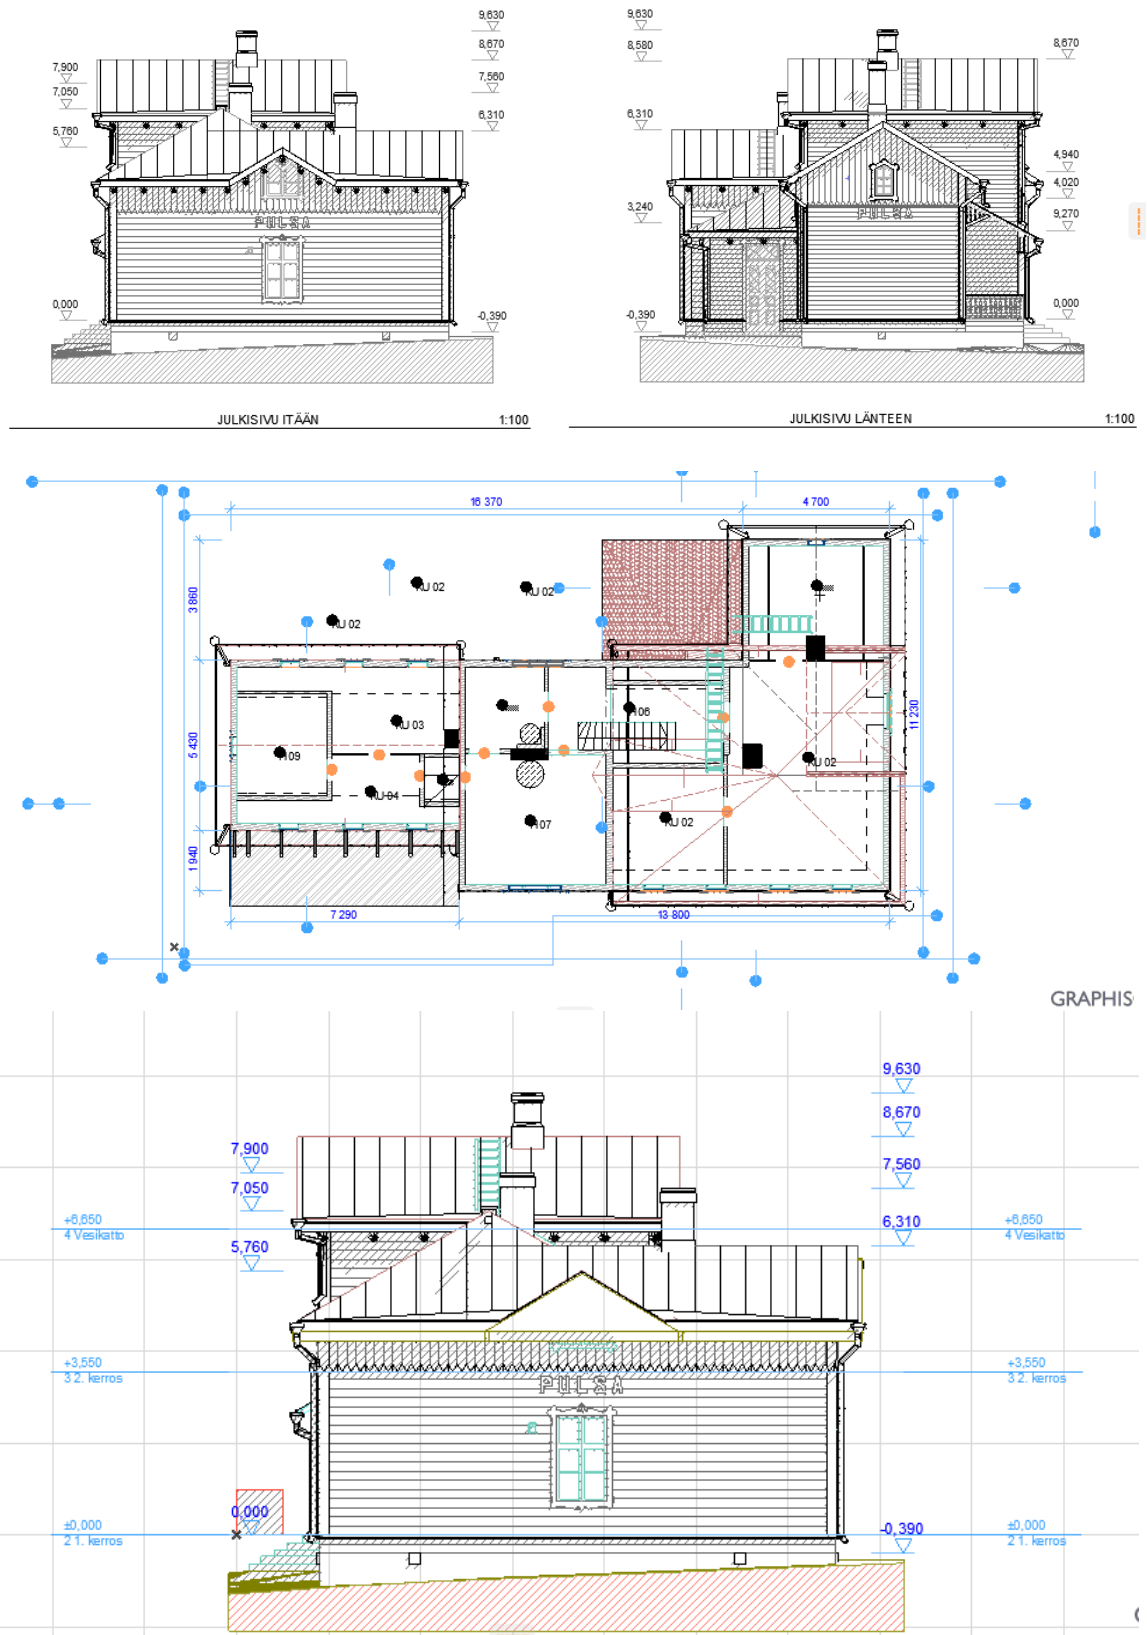 9,630
8,670
7,900
7,560
7,050
6,310
5,760
PULSA
0,000
-0,390
JULKISIVU ITÄÄN 1:100
9,630
8,580
8,670
6,310
4,940
4,020
3,240
9,270
PULSA
0,000
-0,390
JULKISIVU LÄNTEEN 1:100
16 370
4 700
3 860
KU 02
KU 02
KU 02
5 430
KU 03
H09
KU 04
H06
H07
KU 02
KU 02
11 230
1 940
7 290
13 800
GRAPHIS
9,630
8,670
7,900
7,560
7,050
+6,650
4 Vesikatto
6,310
+6,650
4 Vesikatto
5,760
+3,550
3 2. kerros
PULSA
+3,550
3 2. kerros
0,000
±0,000
2 1. kerros
-0,390
±0,000
2 1. kerros